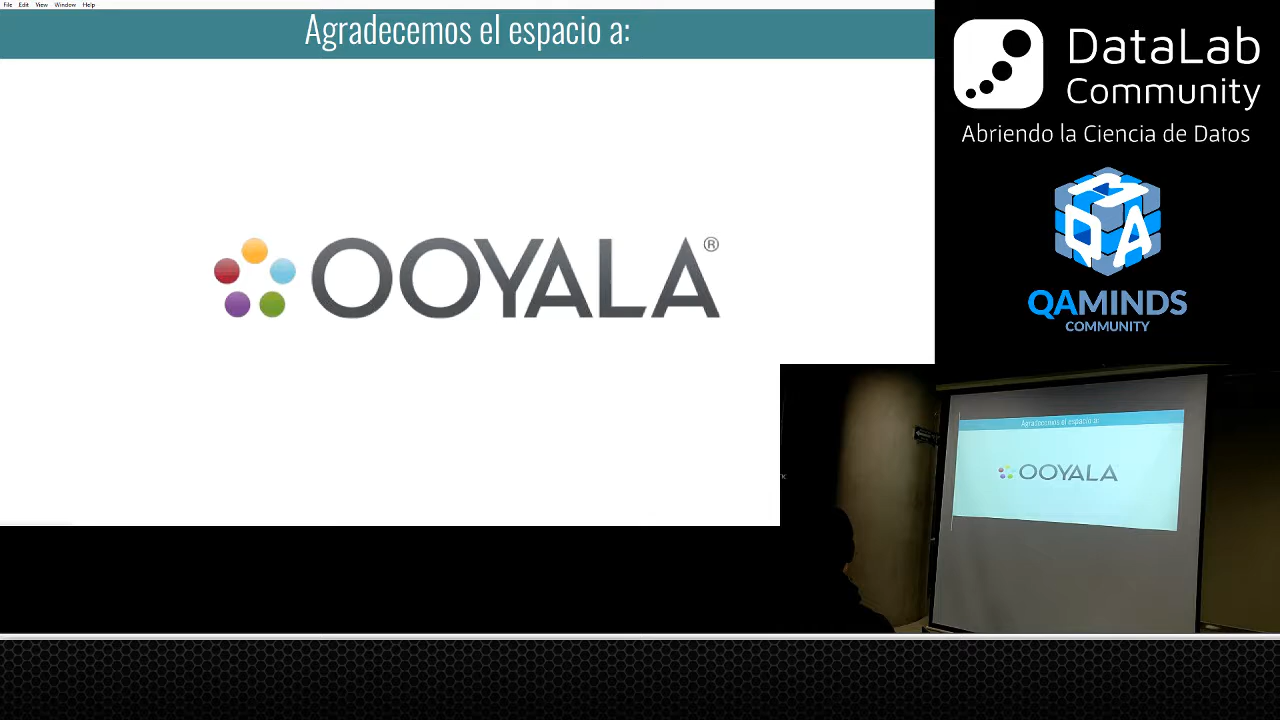 File Edit View Window Help
Agradecemos el espacio a:
OOYALA®
DataLab
Community
Abriendo la Ciencia de Datos
QA
M
QAMINDS
COMMUNITY
Agradecemos el espacio a:
OOYALA